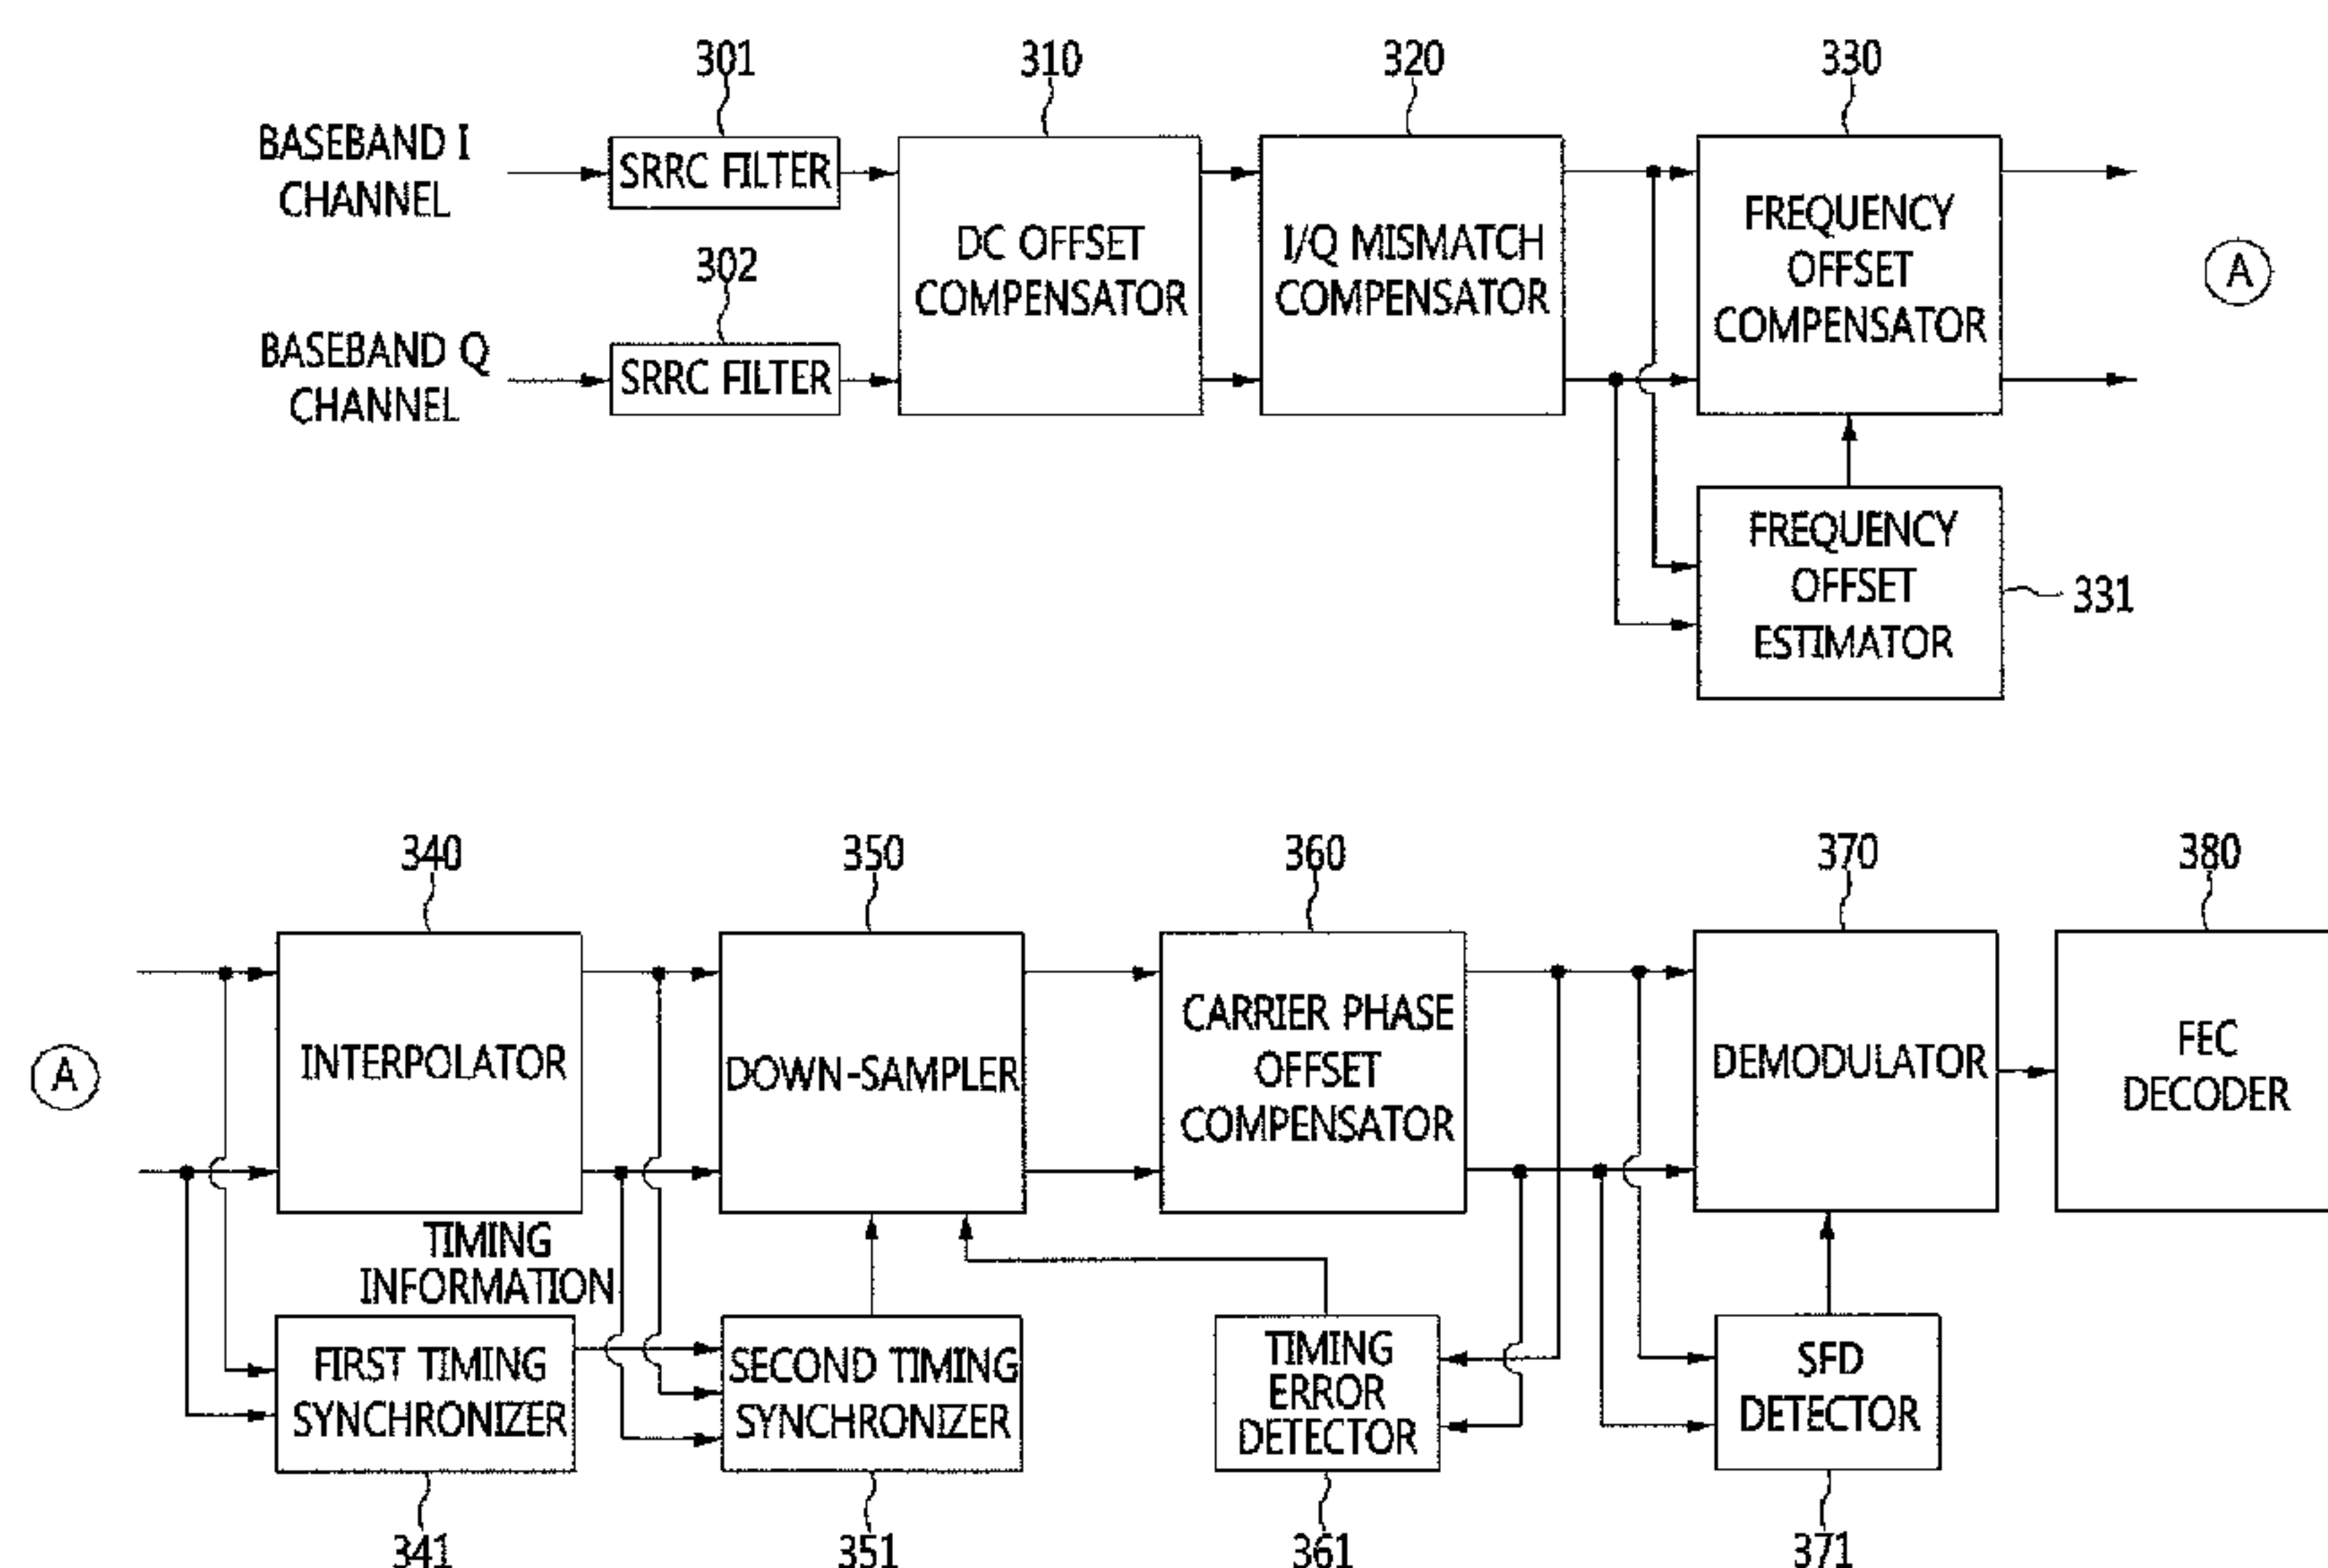 301
310
320
330
BASEBAND I
CHANNEL
SRRC FILTER
302
BASEBAND Q
CHANNEL
SRRC FILTER
DC OFFSET
COMPENSATOR
I/Q MISMATCH
COMPENSATOR
FREQUENCY
OFFSET
COMPENSATOR
A
FREQUENCY
OFFSET
ESTIMATOR
331
340
350
360
370
380
A
INTERPOLATOR
DOWN-SAMPLER
CARRIER PHASE
OFFSET
COMPENSATOR
DEMODULATOR
FEC
DECODER
TIMING
INFORMATION
FIRST TIMING
SYNCHRONIZER
SECOND TIMING
SYNCHRONIZER
TIMING
ERROR
DETECTOR
SFD
DETECTOR
341
351
361
371